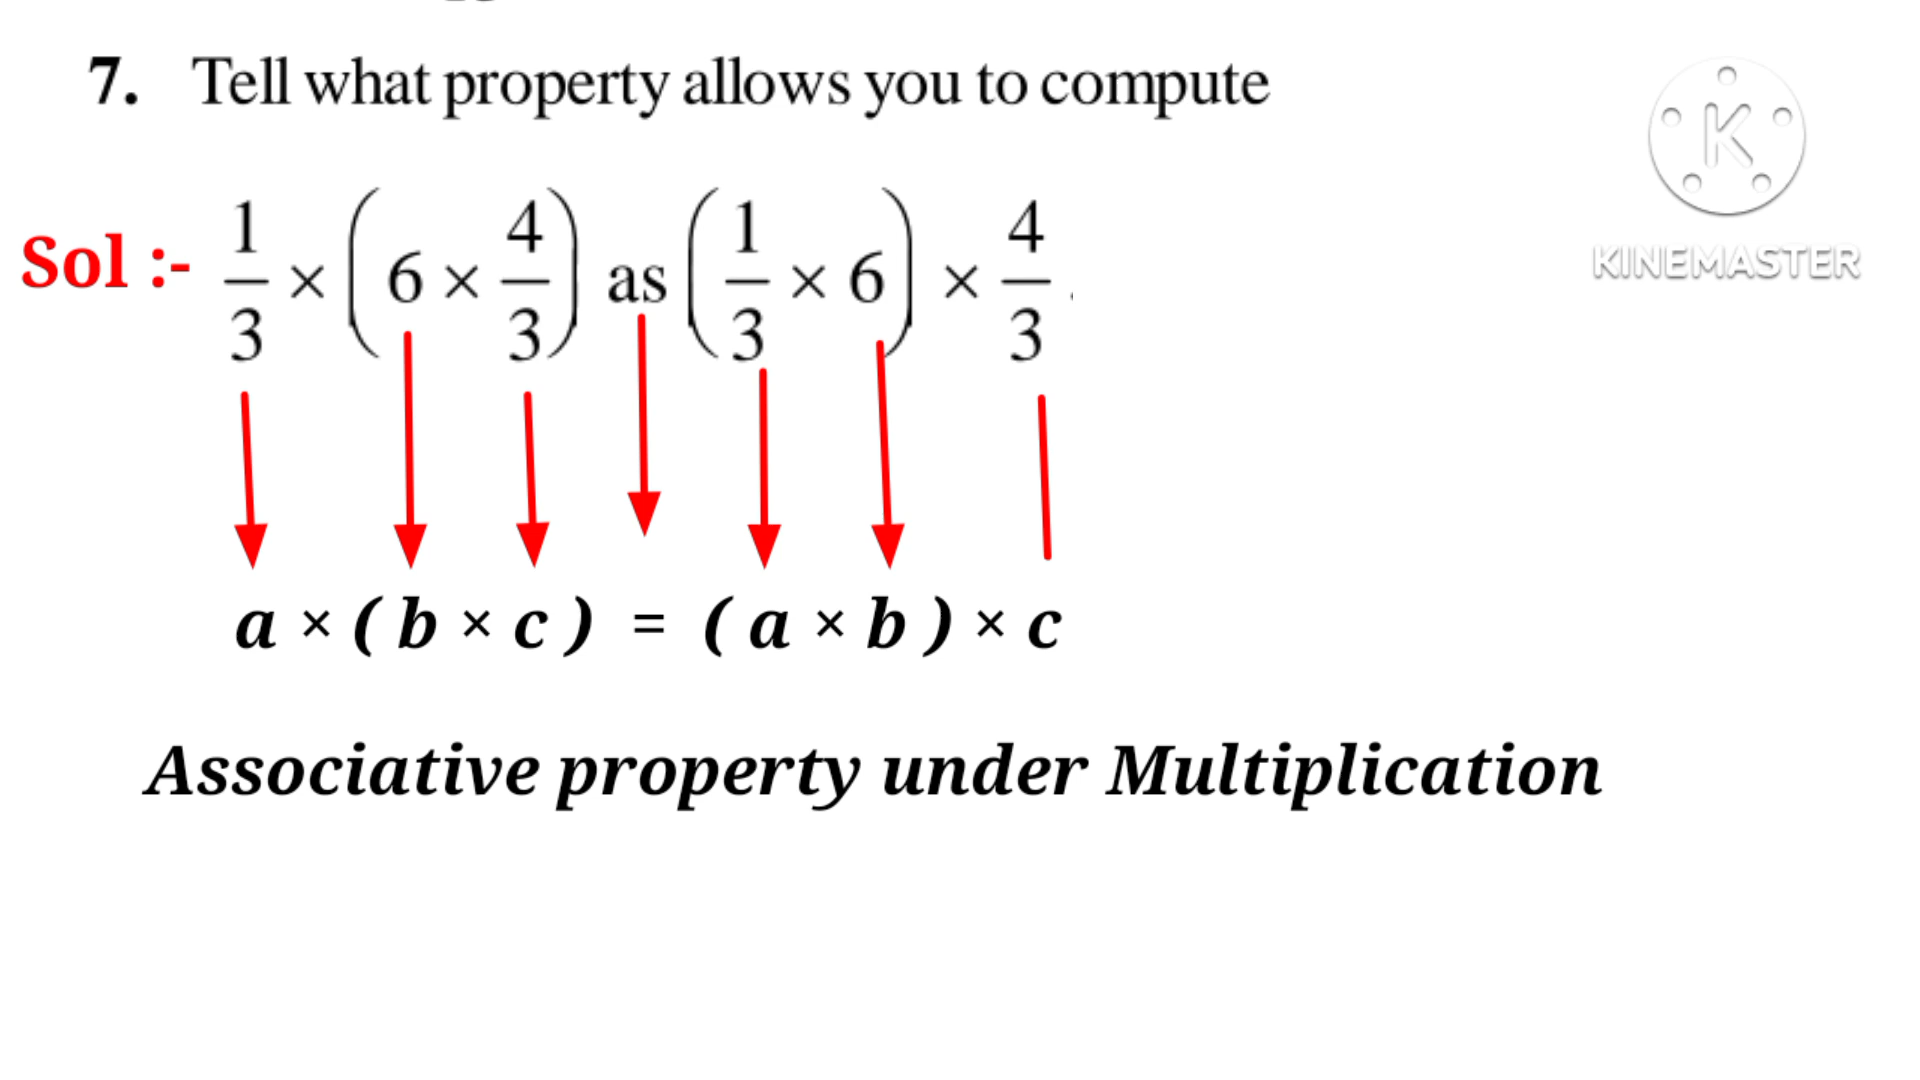 7. Tell what property allows you to compute
Sol :- 1/3 × (6 × 4/3) as (1/3 × 6) × 4/3.
K
KINEMASTER
a × ( b × c ) = ( a × b ) × c
Associative property under Multiplication